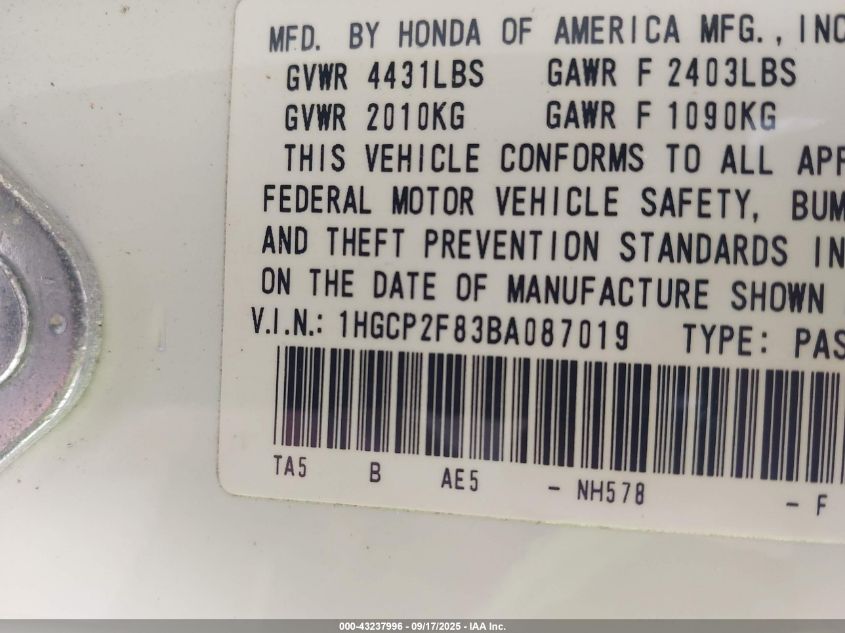 MFD. BY HONDA OF AMERICA MFG., INC
GVWR 4431LBS GAWR F 2403LBS
GVWR 2010KG GAWR F 1090KG
THIS VEHICLE CONFORMS TO ALL APP
FEDERAL MOTOR VEHICLE SAFETY, BUM
AND THEFT PREVENTION STANDARDS IN
ON THE DATE OF MANUFACTURE SHOWN
V.I.N.: 1HGCP2F83BA087019 TYPE: PAS
TA5 B AE5 - NH578 - F
000-43237996 - 09/17/2025 - IAA Inc.